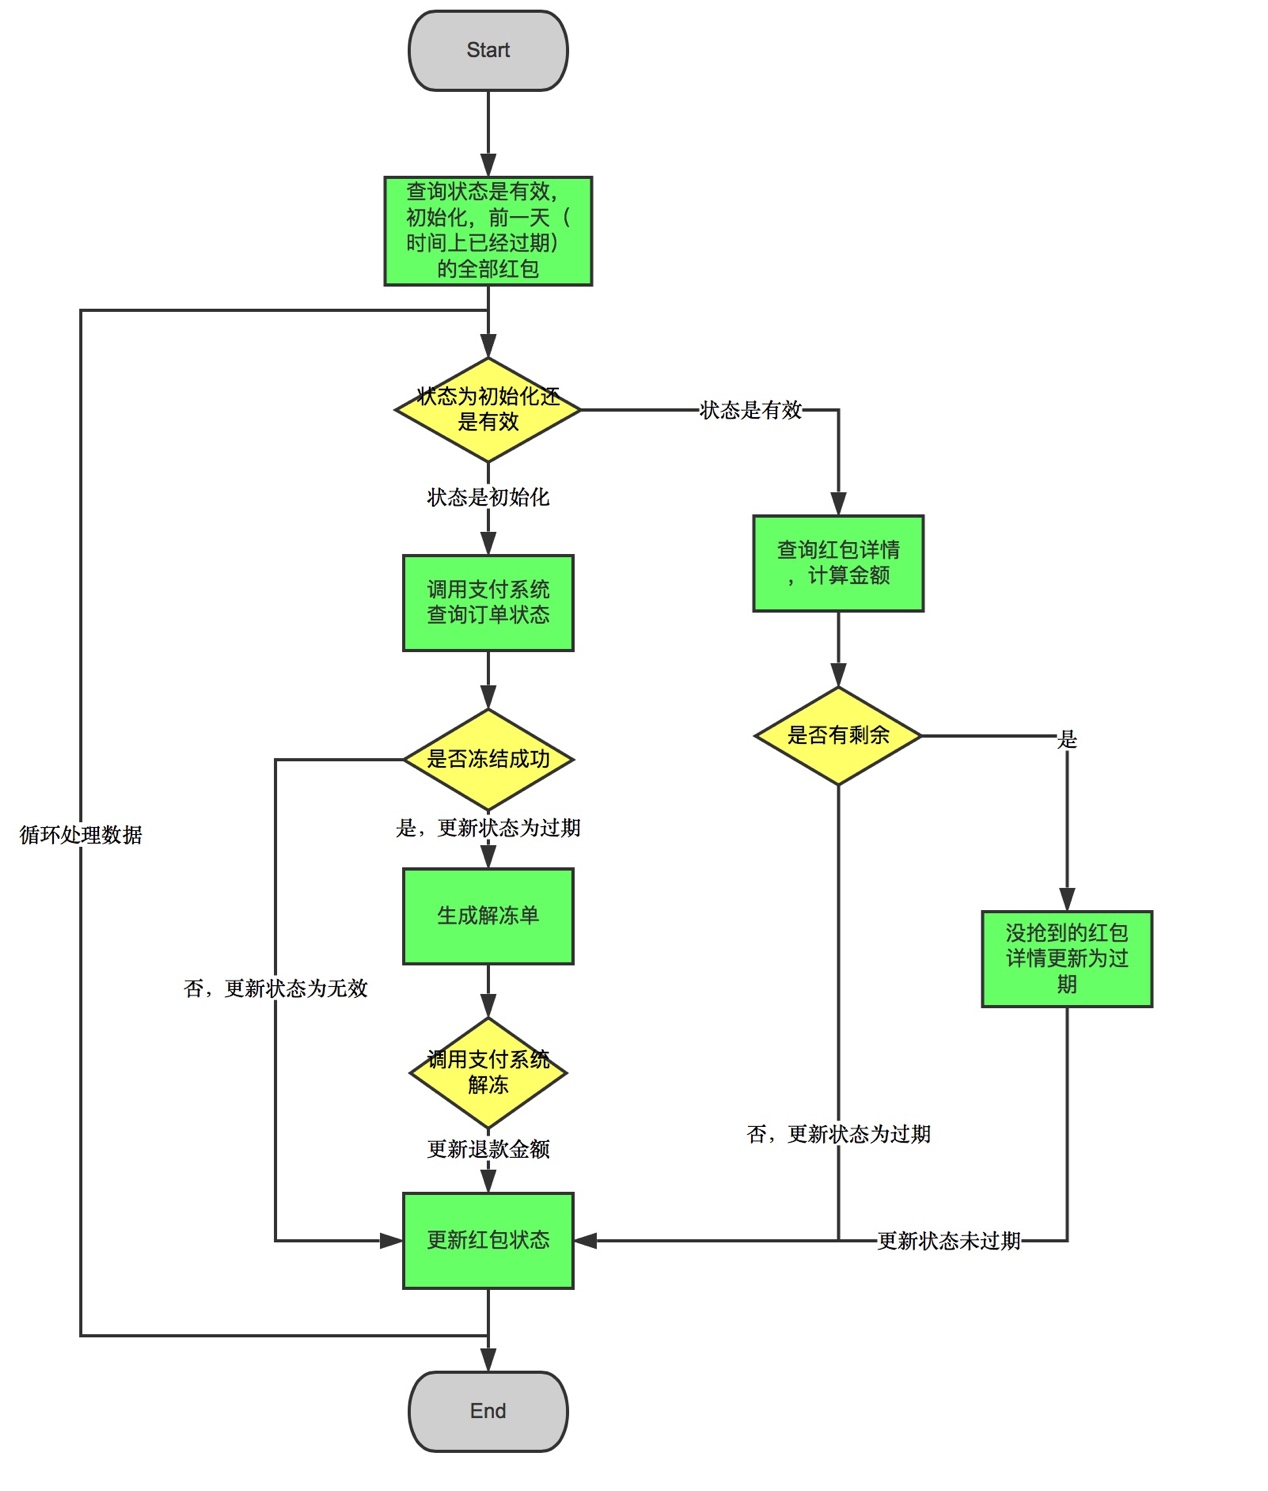 Start
查询状态是有效，
初始化，前一天（
时间上已经过期）
的全部红包
状态为初始化还
是有效
状态是有效
状态是初始化
查询红包详情
，计算金额
调用支付系统
查询订单状态
是否有剩余
是
是否冻结成功
是，更新状态为过期
循环处理数据
生成解冻单
没抢到的红包
详情更新为过
期
否，更新状态为无效
调用支付系统
解冻
否，更新状态为过期
更新退款金额
更新红包状态
更新状态未过期
End